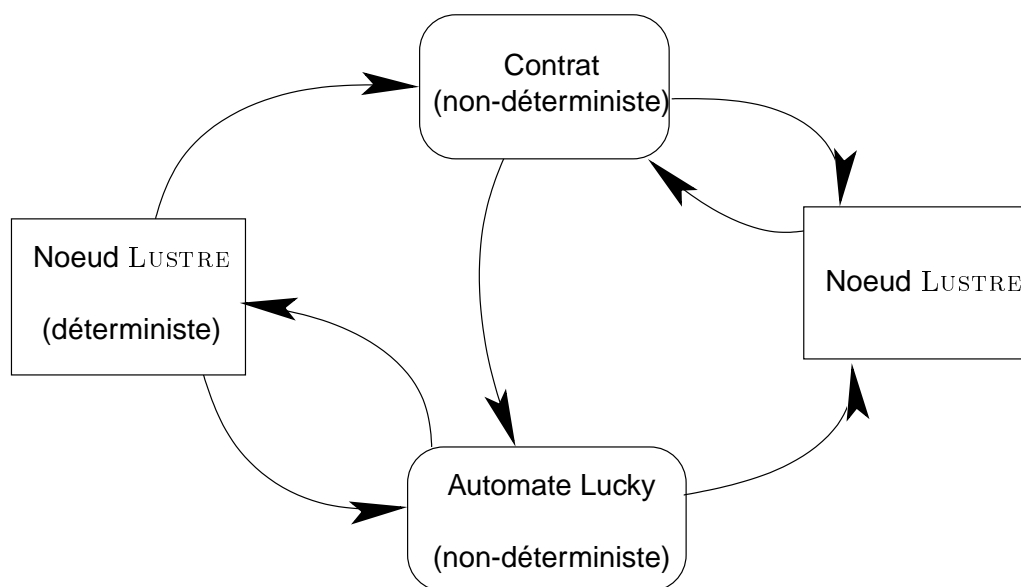 Contrat
(non-déterministe)
Noeud LUSTRE
(déterministe)
Noeud LUSTRE
Automate Lucky
(non-déterministe)